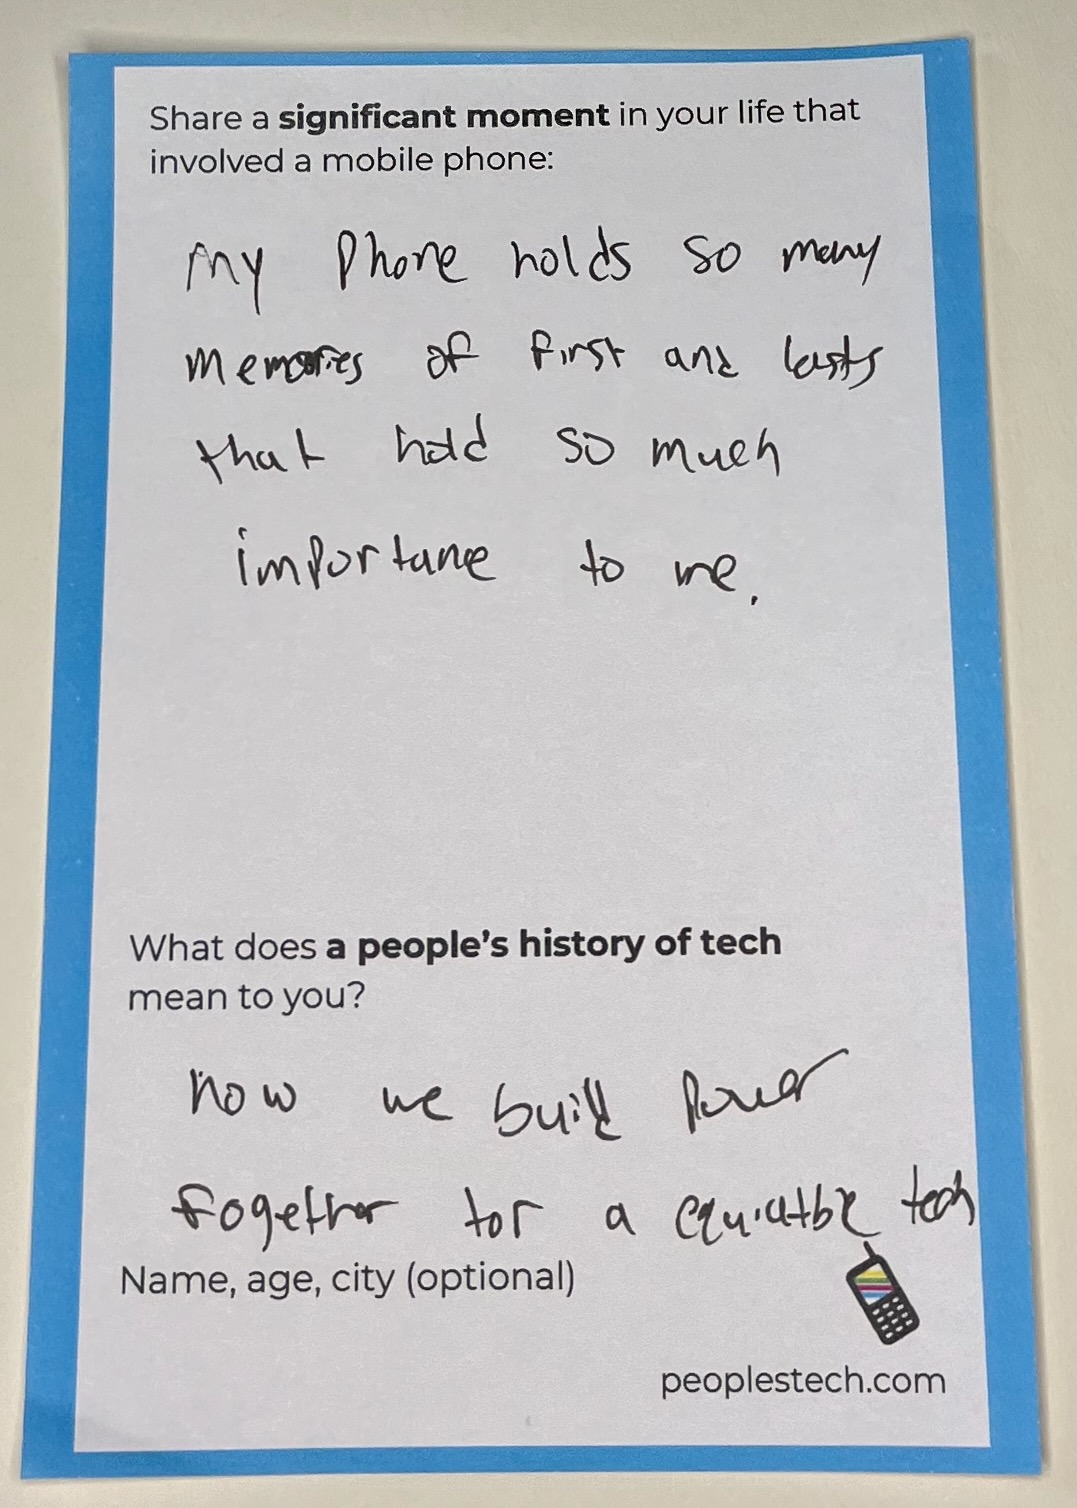 Share a significant moment in your life that
involved a mobile phone:
my Phone holds so many
memories of first and lasts
that hold so much
importance to me.
What does a people's history of tech
mean to you?
how we build Power
together for a equitable tech
Name, age, city (optional)
peoplestech.com